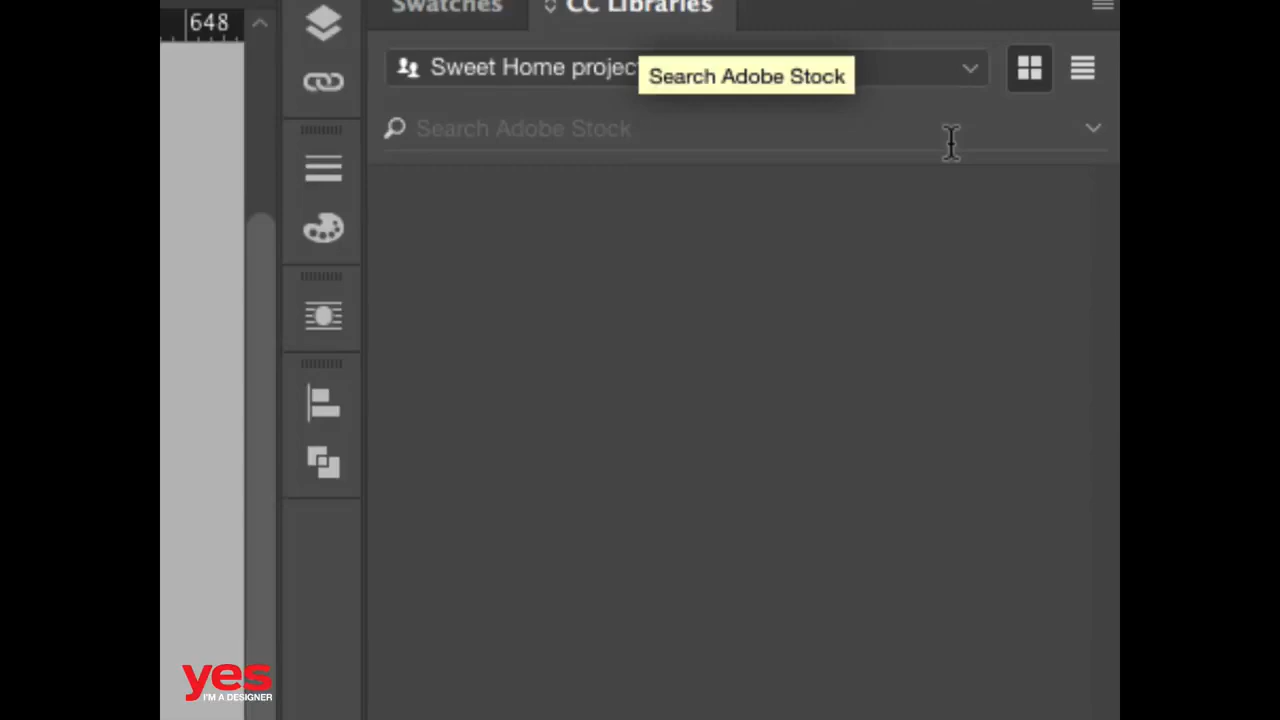 648
Swatches
CC Libraries
Sweet Home projec
Search Adobe Stock
Search Adobe Stock
yes
I'M A DESIGNER